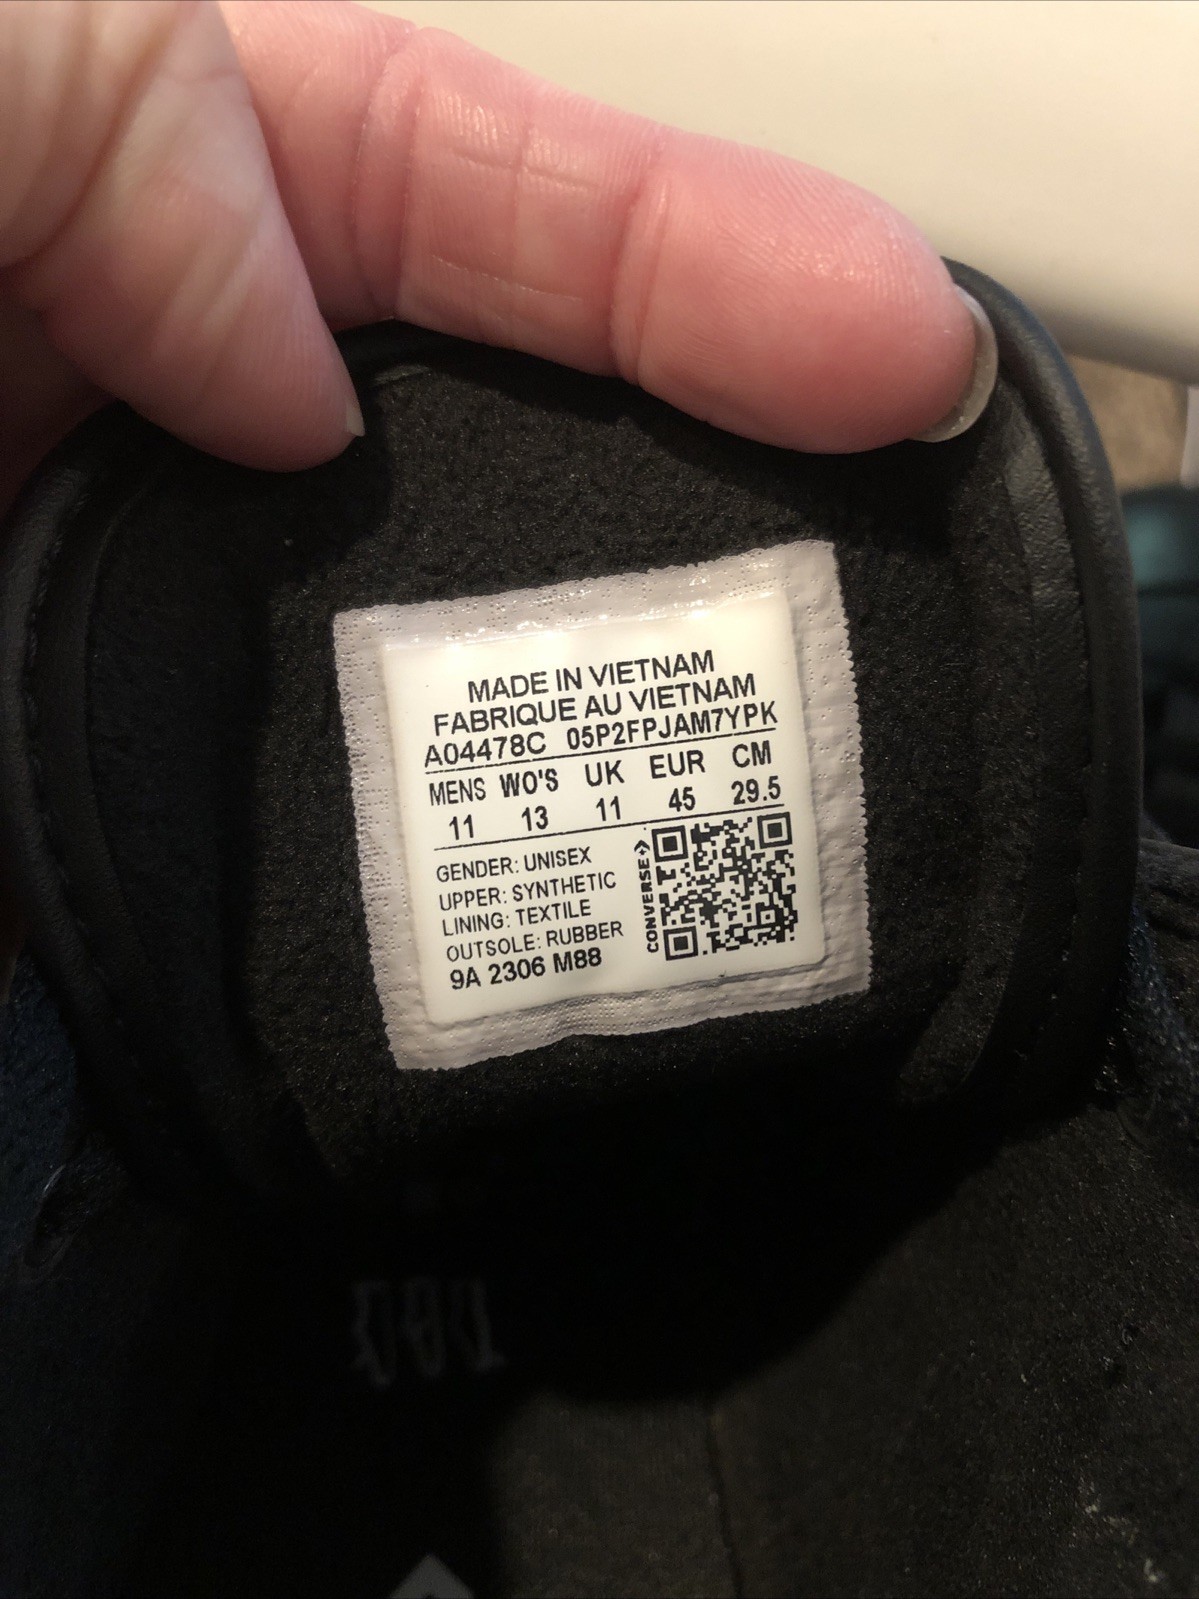 MADE IN VIETNAM
FABRIQUE AU VIETNAM
A04478C 05P2FPJAM7YPK
MENS WO'S UK EUR CM
11 13 11 45 29.5
GENDER: UNISEX
UPPER: SYNTHETIC
LINING: TEXTILE
OUTSOLE: RUBBER
9A 2306 M88
CONVERSE